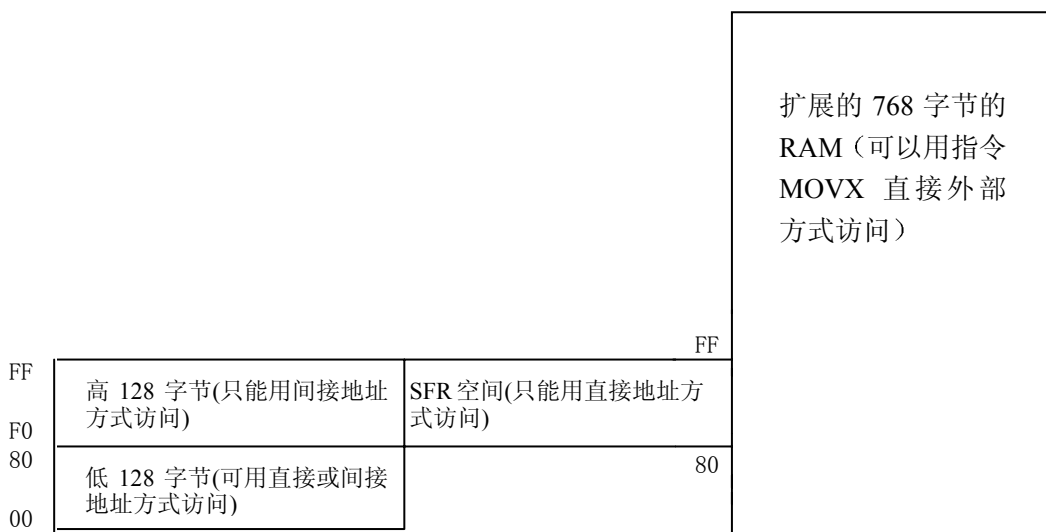 扩展的 768 字节的
RAM（可以用指令
MOVX 直接外部
方式访问）
FF
FF
高 128 字节(只能用间接地址
方式访问)
SFR 空间(只能用直接地址方
式访问)
F0
80
80
低 128 字节(可用直接或间接
地址方式访问)
00